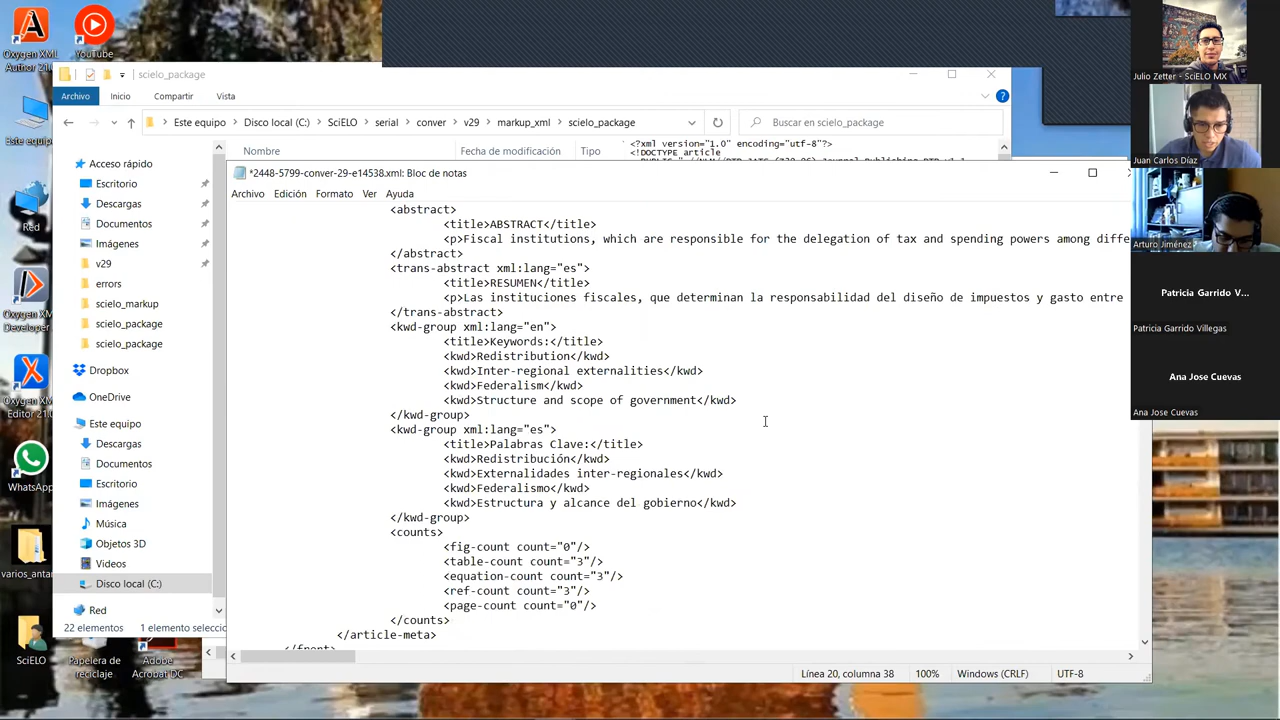 Oxygen XML
Author 21.
YouTube
Este equipo
Red
Oxygen XML
Developer
Oxygen XML
Editor 21.0
WhatsApp
varios_antar
SciELO
Papelera de
reciclaje
Adobe
Acrobat DC
scielo_package
Archivo Inicio Compartir Vista
Este equipo Disco local (C:) SciELO serial conver v29 markup_xml scielo_package
Buscar en scielo_package
Nombre Fecha de modificación Tipo
Acceso rápido
Escritorio
Descargas
Documentos
Imágenes
v29
errors
scielo_markup
scielo_package
scielo_package
Dropbox
OneDrive
Este equipo
Descargas
Documentos
Escritorio
Imágenes
Música
Objetos 3D
Videos
Disco local (C:)
Red
22 elementos 1 elemento seleccio
<?xml version="1.0" encoding="utf-8"?>
<!DOCTYPE article
*2448-5799-conver-29-e14538.xml: Bloc de notas
Archivo Edición Formato Ver Ayuda
<abstract>
<title>ABSTRACT</title>
<p>Fiscal institutions, which are responsible for the delegation of tax and spending powers among diffe
</abstract>
<trans-abstract xml:lang="es">
<title>RESUMEN</title>
<p>Las instituciones fiscales, que determinan la responsabilidad del diseño de impuestos y gasto entre
</trans-abstract>
<kwd-group xml:lang="en">
<title>Keywords:</title>
<kwd>Redistribution</kwd>
<kwd>Inter-regional externalities</kwd>
<kwd>Federalism</kwd>
<kwd>Structure and scope of government</kwd>
</kwd-group>
<kwd-group xml:lang="es">
<title>Palabras Clave:</title>
<kwd>Redistribución</kwd>
<kwd>Externalidades inter-regionales</kwd>
<kwd>Federalismo</kwd>
<kwd>Estructura y alcance del gobierno</kwd>
</kwd-group>
<counts>
<fig-count count="0"/>
<table-count count="3"/>
<equation-count count="3"/>
<ref-count count="3"/>
<page-count count="0"/>
</counts>
</article-meta>
</front>
Línea 20, columna 38 100% Windows (CRLF) UTF-8
Julio Zetter - SciELO MX
Juan Carlos Díaz
Arturo Jiménez
Patricia Garrido V...
Patricia Garrido Villegas
Ana Jose Cuevas
Ana Jose Cuevas